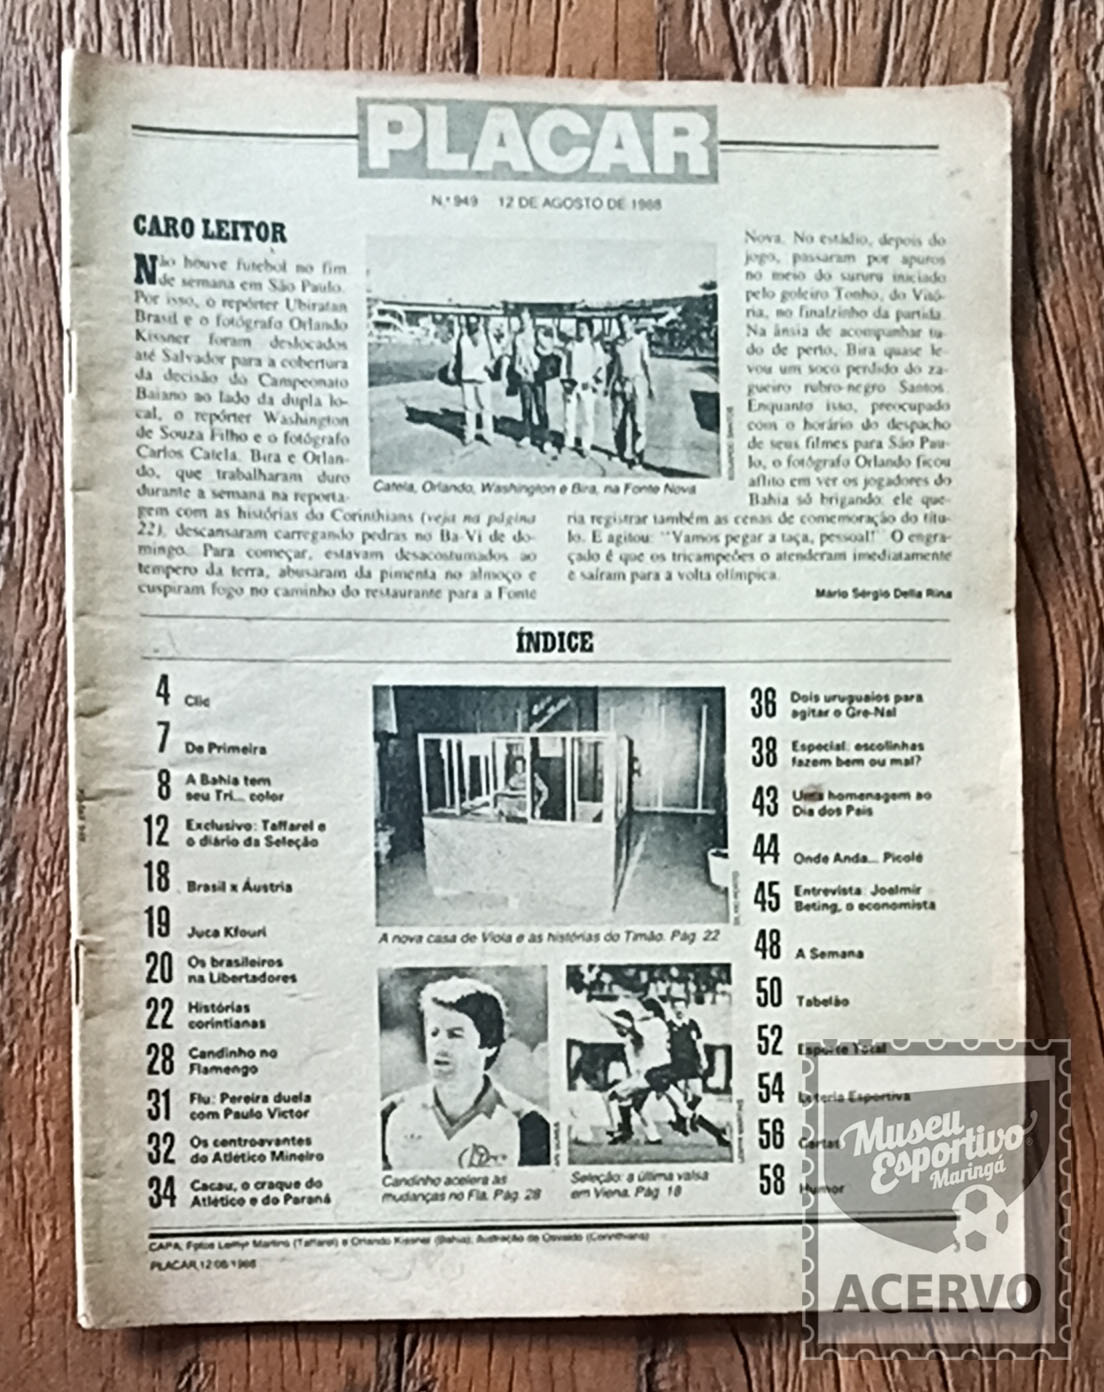 PLACAR
N.º 949 12 DE AGOSTO DE 1988
CARO LEITOR
Não houve futebol no fim
de semana em São Paulo.
Por isso, o repórter Ubiratan
Brasil e o fotógrafo Orlando
Kissner foram deslocados
até Salvador para a cobertura
da decisão do Campeonato
Baiano ao lado da dupla lo-
cal, o repórter Washington
de Souza Filho e o fotógrafo
Carlos Catela. Bira e Orlan-
do, que trabalharam duro
durante a semana na reporta-
gem com as histórias do Corinthians (veja na página
22), descansaram carregando pedras no Ba-Vi de do-
mingo. Para começar, estavam desacostumados ao
tempero da terra, abusaram da pimenta no almoço e
cuspiram fogo no caminho do restaurante para a Fonte
Catela, Orlando, Washington e Bira, na Fonte Nova
Nova. No estádio, depois do
jogo, passaram por apuros
no meio do sururu iniciado
pelo goleiro Tonho, do Vitó-
ria, no finalzinho da partida.
Na ânsia de acompanhar tu-
do de perto, Bira quase le-
vou um soco perdido do za-
gueiro rubro-negro Santos.
Enquanto isso, preocupado
com o horário do despacho
de seus filmes para São Pau-
lo, o fotógrafo Orlando ficou
aflito em ver os jogadores do
Bahia só brigando: ele que-
ria registrar também as cenas de comemoração do títu-
lo. E agitou: "Vamos pegar a taça, pessoal!" O engra-
çado é que os tricampeões o atenderam imediatamente
e saíram para a volta olímpica.
Mário Sérgio Della Rina
ÍNDICE
4 Clic
7 De Primeira
8 A Bahia tem
seu Tri... color
12 Exclusivo: Taffarel e
o diário da Seleção
18 Brasil x Áustria
19 Juca Kfouri
20 Os brasileiros
na Libertadores
22 Histórias
corintianas
28 Candinho no
Flamengo
31 Flu: Pereira duela
com Paulo Victor
32 Os centroavantes
do Atlético Mineiro
34 Cacau, o craque do
Atlético e do Paraná
A nova casa de Viola e as histórias do Timão. Pág. 22
Candinho acelera as
mudanças no Fla. Pág. 28
Seleção: a última valsa
em Viena. Pág. 18
36 Dois uruguaios para
agitar o Gre-Nal
38 Especial: escolinhas
fazem bem ou mal?
43 Uma homenagem ao
Dia dos Pais
44 Onde Anda... Picolé
45 Entrevista: Joelmir
Beting, o economista
48 A Semana
50 Tabelão
52 Esporte Total
54 Loteria Esportiva
56 Cartas
58 Humor
CAPA: Fotos Lemyr Martins (Taffarel) e Orlando Kissner (Bahia); ilustração de Osvaldo (Corinthians)
PLACAR, 12/08/1988
Museu
Esportivo
Maringá
ACERVO